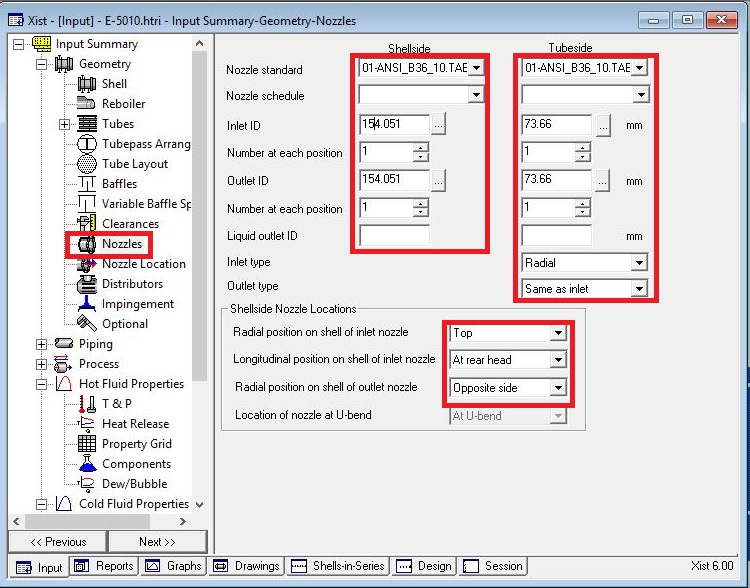 Xist - [Input] - E-5010.htri - Input Summary-Geometry-Nozzles
Input Summary
Geometry
Shell
Reboiler
Tubes
Tubepass Arrang
Tube Layout
Baffles
Variable Baffle Sp
Clearances
Nozzles
Nozzle Location
Distributors
Impingement
Optional
Piping
Process
Hot Fluid Properties
T & P
Heat Release
Property Grid
Components
Dew/Bubble
Cold Fluid Properties
<< Previous Next >>
Shellside Tubeside
Nozzle standard 01-ANSI_B36_10.TAE 01-ANSI_B36_10.TAE
Nozzle schedule
Inlet ID 154.051 ... 73.66 ... mm
Number at each position 1 1
Outlet ID 154.051 ... 73.66 ... mm
Number at each position 1 1
Liquid outlet ID mm
Inlet type Radial
Outlet type Same as inlet
Shellside Nozzle Locations
Radial position on shell of inlet nozzle Top
Longitudinal position on shell of inlet nozzle At rear head
Radial position on shell of outlet nozzle Opposite side
Location of nozzle at U-bend At U-bend
Input Reports Graphs Drawings Shells-in-Series Design Session Xist 6.00